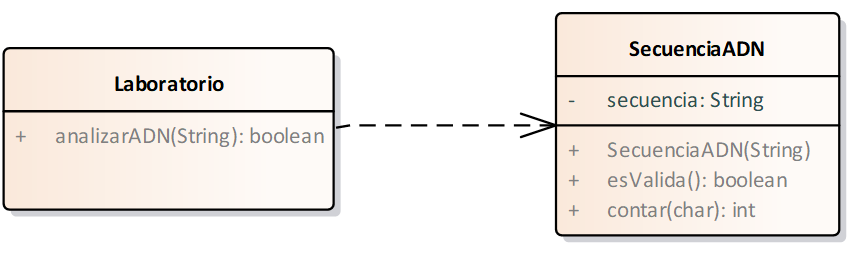 Laboratorio
+ analizarADN(String): boolean
SecuenciaADN
- secuencia: String
+ SecuenciaADN(String)
+ esValida(): boolean
+ contar(char): int